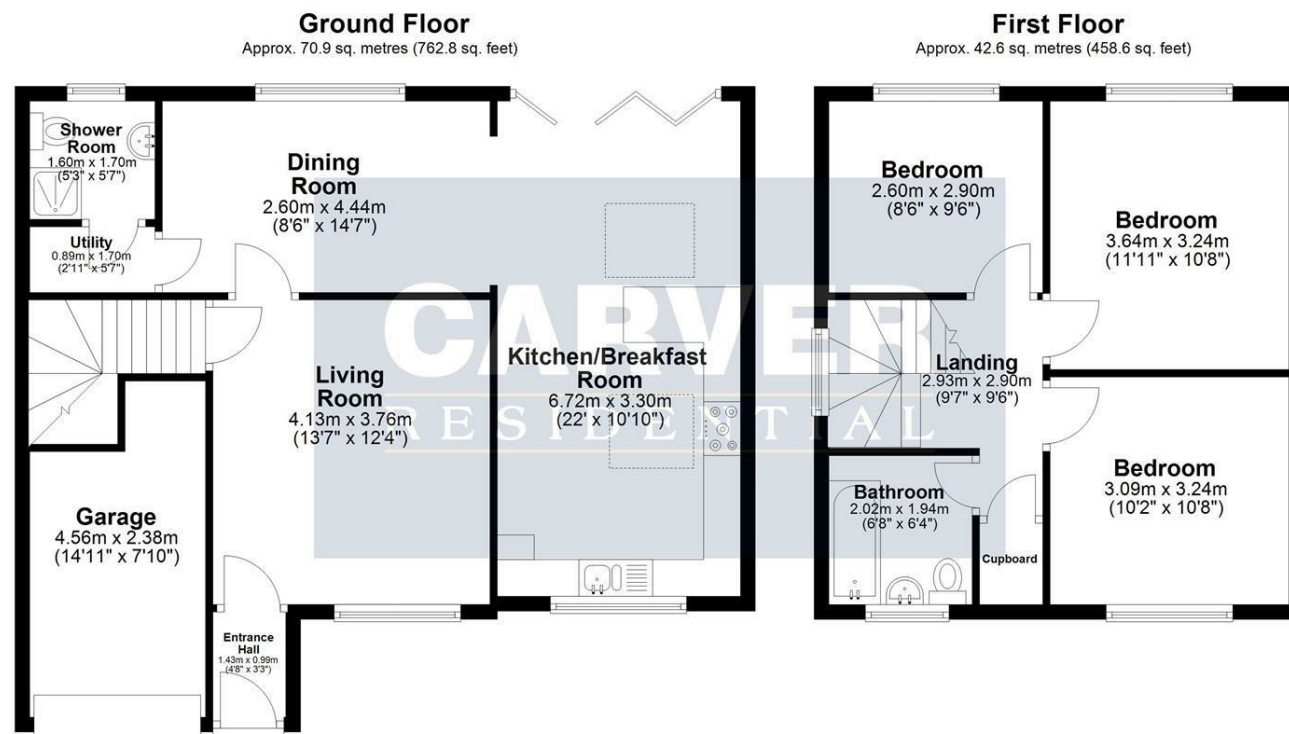 Ground Floor
Approx. 70.9 sq. metres (762.8 sq. feet)
Shower
Room
1.60m x 1.70m
(5'3" x 5'7")
Utility
0.89m x 1.70m
(2'11" x 5'7")
Dining
Room
2.60m x 4.44m
(8'6" x 14'7")
Kitchen/Breakfast
Room
6.72m x 3.30m
(22' x 10'10")
Living
Room
4.13m x 3.76m
(13'7" x 12'4")
Garage
4.56m x 2.38m
(14'11" x 7'10")
Entrance
Hall
1.43m x 0.99m
(4'8" x 3'3")
First Floor
Approx. 42.6 sq. metres (458.6 sq. feet)
Bedroom
2.60m x 2.90m
(8'6" x 9'6")
Bedroom
3.64m x 3.24m
(11'11" x 10'8")
Landing
2.93m x 2.90m
(9'7" x 9'6")
Bathroom
2.02m x 1.94m
(6'8" x 6'4")
Cupboard
Bedroom
3.09m x 3.24m
(10'2" x 10'8")
CARVER
RESIDENTIAL